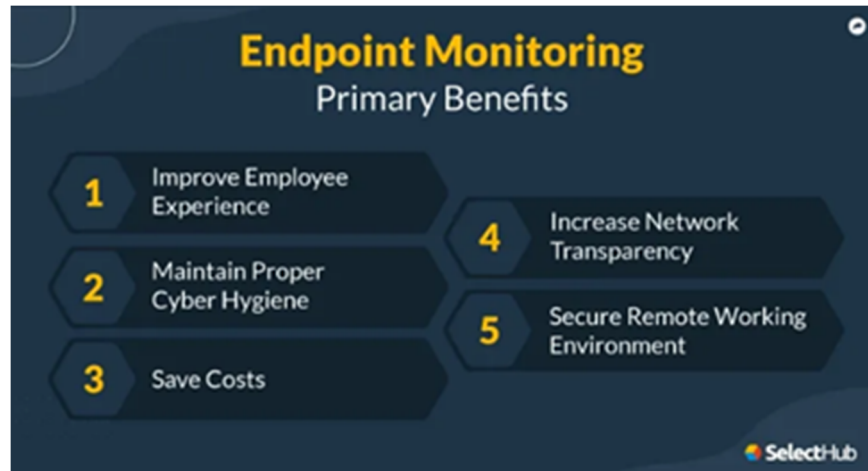 Endpoint Monitoring
Primary Benefits
1
Improve Employee
Experience
2
Maintain Proper
Cyber Hygiene
3
Save Costs
4
Increase Network
Transparency
5
Secure Remote Working
Environment
SelectHub